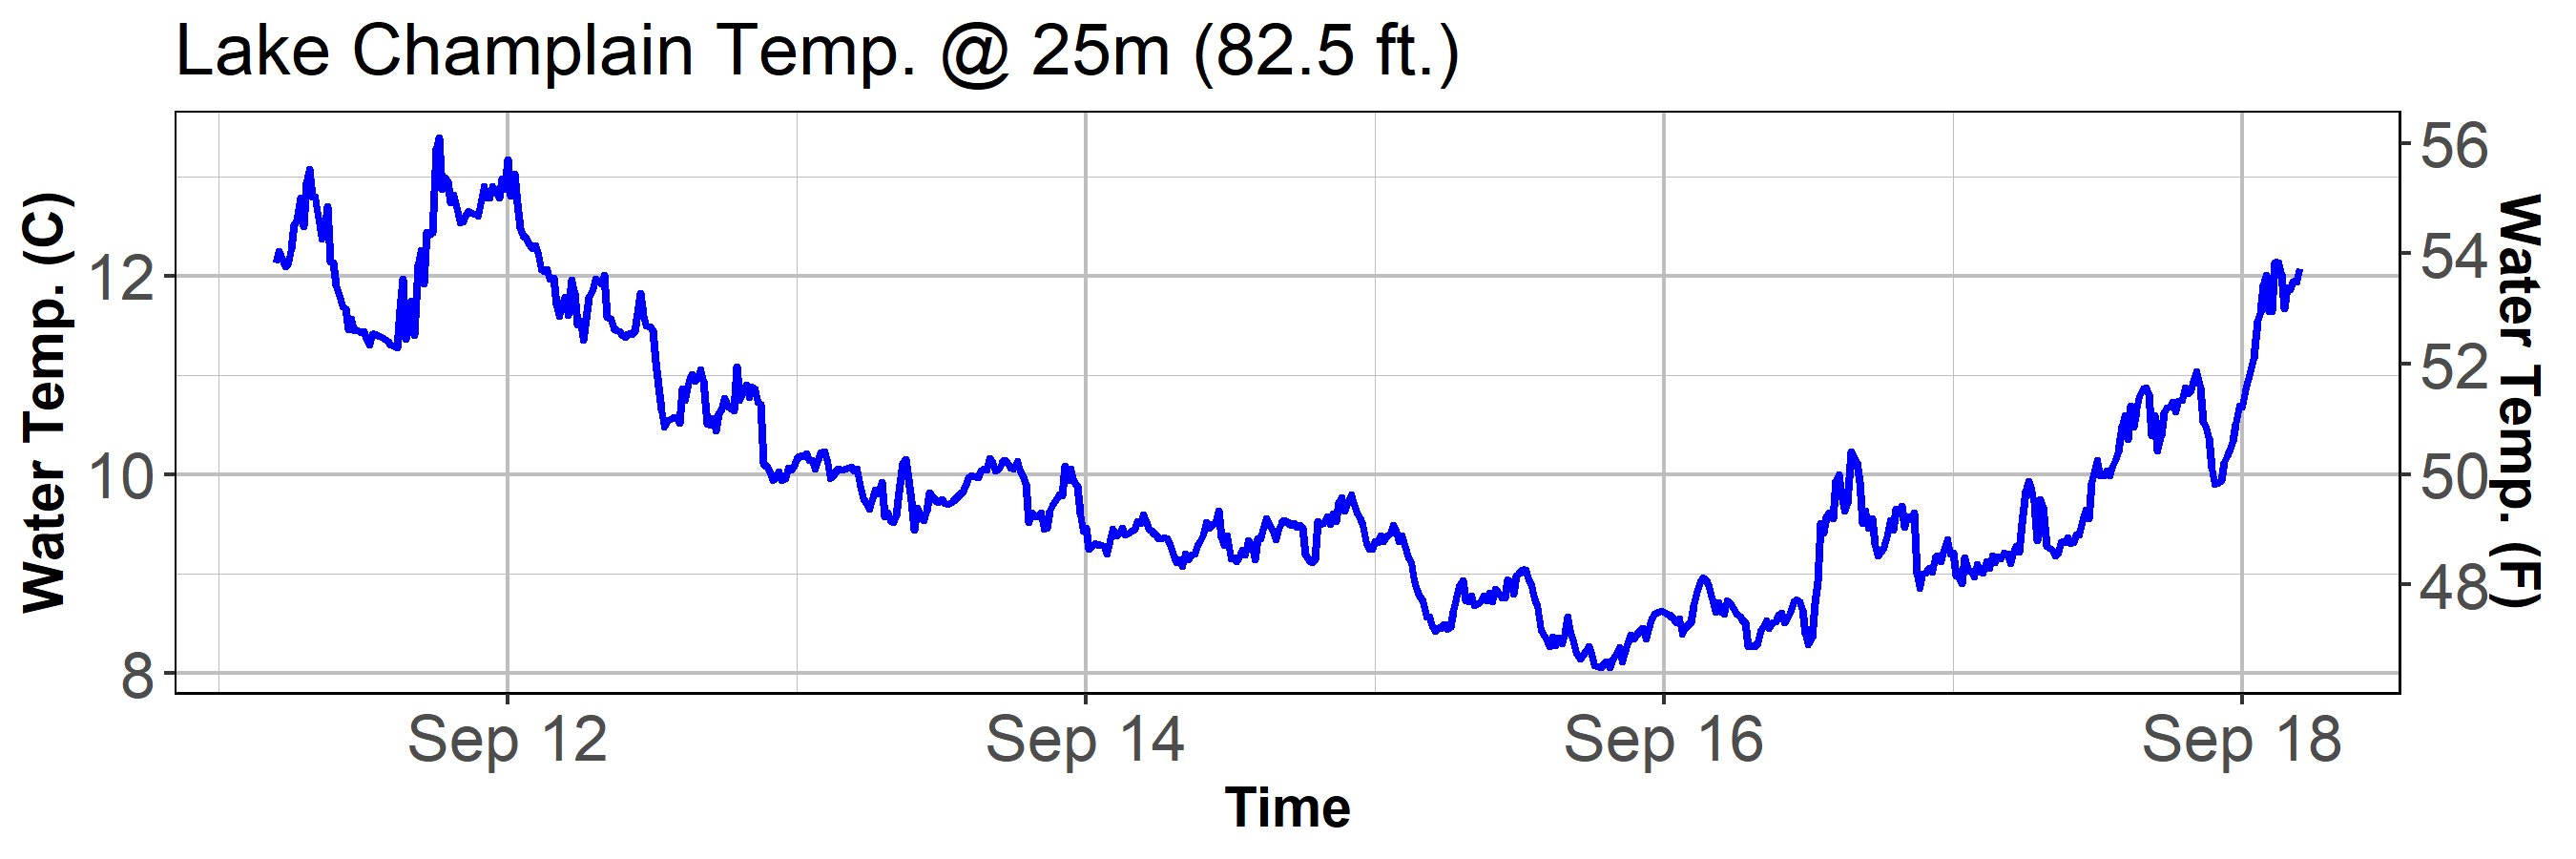 Lake Champlain Temp. @ 25m (82.5 ft.)
Water Temp. (C)
12
10
8
56
54
52
50
48
Water Temp. (F)
Sep 12
Sep 14
Sep 16
Sep 18
Time